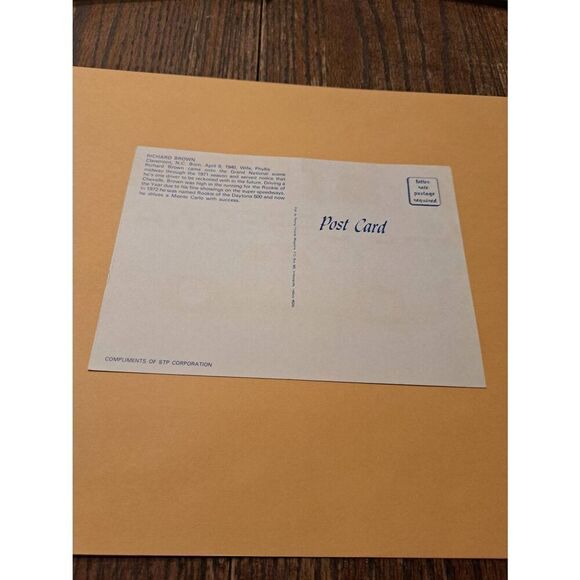 RICHARD BROWN
Claremont, N.C. Born: April 9, 1940. Wife, Phyllis
Richard Brown came onto the Grand National scene
midway through the 1971 season and served notice that
he's one driver to be reckoned with in the future. Driving a
Chevelle, Brown was high in the running for the Rookie of
the Year due to his fine showings on the super-speedways.
In 1972 he was named Rookie of the Daytona 500 and now
he drives a Monte Carlo with success.
COMPLIMENTS OF STP CORPORATION
Post Card
letter
rate
postage
required